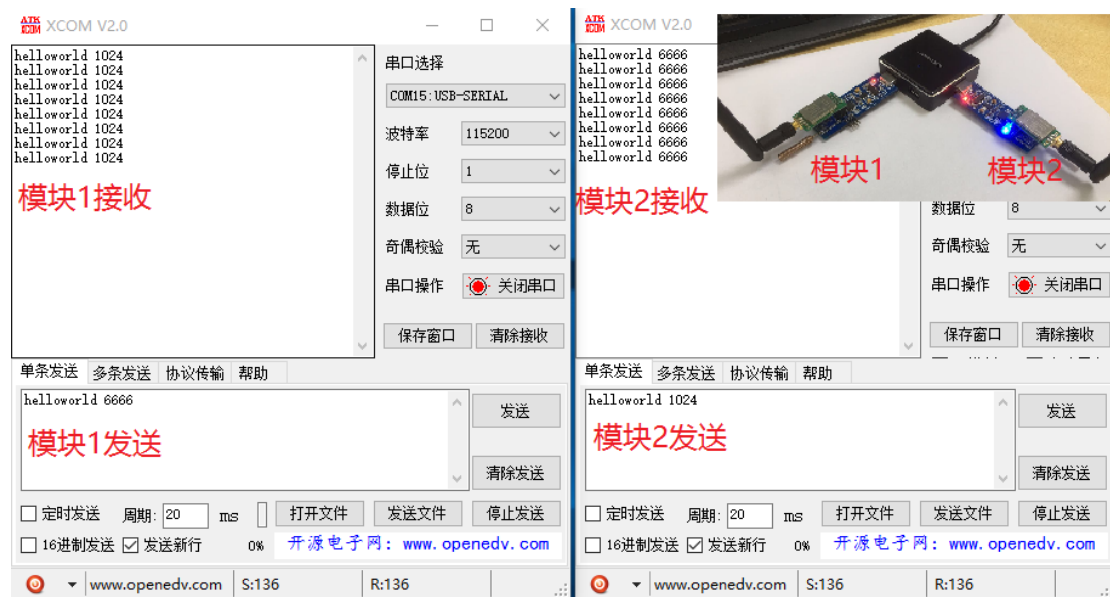 XCOM V2.0
helloworld 1024
helloworld 1024
helloworld 1024
helloworld 1024
helloworld 1024
helloworld 1024
helloworld 1024
helloworld 1024
模块1接收
串口选择
COM15:USB-SERIAL
波特率 115200
停止位 1
数据位 8
奇偶校验 无
串口操作 关闭串口
保存窗口 清除接收
单条发送 多条发送 协议传输 帮助
helloworld 6666
模块1发送
发送
清除发送
定时发送 周期: 20 ms 打开文件 发送文件 停止发送
16进制发送 发送新行 0% 开源电子网: www.openedv.com
www.openedv.com S:136 R:136
XCOM V2.0
helloworld 6666
helloworld 6666
helloworld 6666
helloworld 6666
helloworld 6666
helloworld 6666
helloworld 6666
helloworld 6666
模块2接收
模块1 模块2
数据位 8
奇偶校验 无
串口操作 关闭串口
保存窗口 清除接收
单条发送 多条发送 协议传输 帮助
helloworld 1024
模块2发送
发送
清除发送
定时发送 周期: 20 ms 打开文件 发送文件 停止发送
16进制发送 发送新行 0% 开源电子网: www.openedv.com
www.openedv.com S:136 R:136